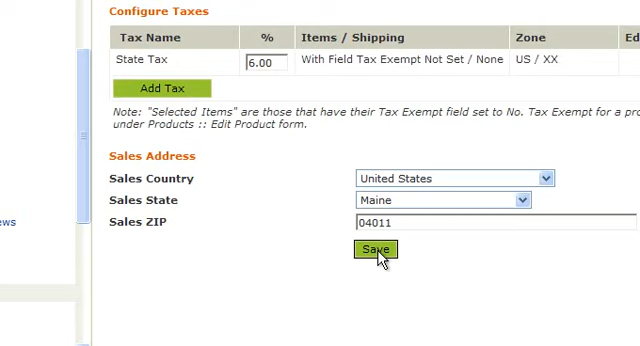 Configure Taxes
Tax Name % Items / Shipping Zone Ed
State Tax 6.00 With Field Tax Exempt Not Set / None US / XX
Add Tax
Note: "Selected Items" are those that have their Tax Exempt field set to No. Tax Exempt for a pro
under Products :: Edit Product form.
Sales Address
Sales Country United States
Sales State Maine
ews Sales ZIP 04011
Save